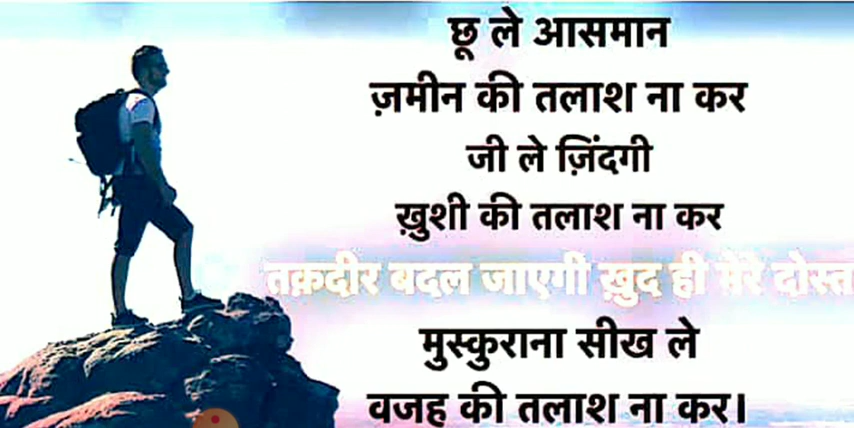 छू ले आसमान
ज़मीन की तलाश ना कर
जी ले ज़िंदगी
ख़ुशी की तलाश ना कर
तक़दीर बदल जाएगी ख़ुद ही मेरे दोस्त
मुस्कुराना सीख ले
वजह की तलाश ना कर।